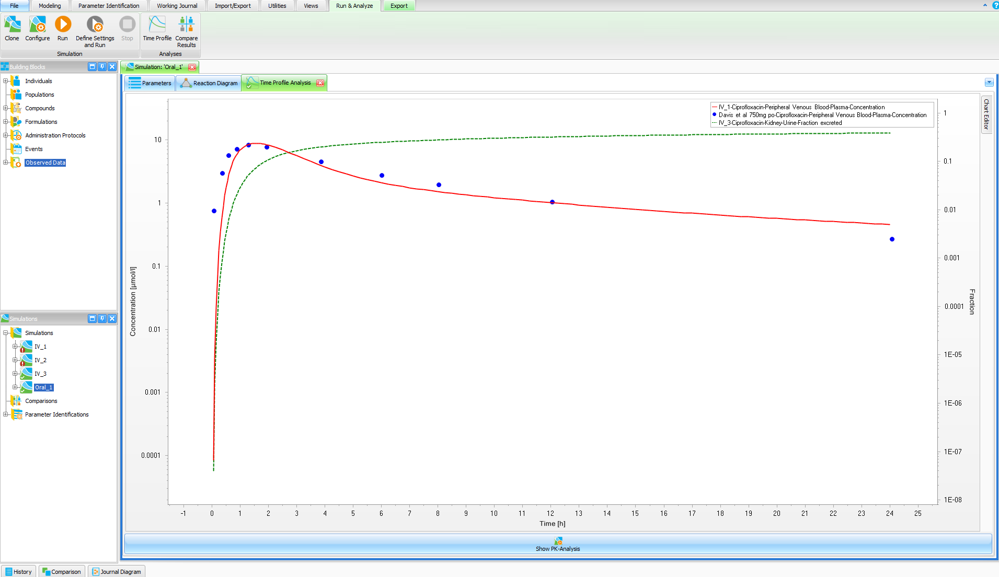 File Modeling Parameter Identification Working Journal Import/Export Utilities Views Run & Analyze Export
Clone Configure Run Define Settings and Run Stop Time Profile Compare Results
Simulation Analyses
Building Blocks
Individuals
Populations
Compounds
Formulations
Administration Protocols
Events
Observed Data
Simulations
Simulations
IV_1
IV_2
IV_3
Oral_1
Comparisons
Parameter Identifications
Simulation: 'Oral_1'
Parameters Reaction Diagram Time Profile Analysis
Chart Editor
IV_1-Ciprofloxacin-Peripheral Venous Blood-Plasma-Concentration
Davis et al 750mg po-Ciprofloxacin-Peripheral Venous Blood-Plasma-Concentration
IV_3-Ciprofloxacin-Kidney-Urine-Fraction excreted
Concentration [µmol/l]
10
1
0.1
0.01
0.001
0.0001
1
0.1
0.01
0.001
0.0001
1E-05
1E-06
1E-07
1E-08
Fraction
-1 0 1 2 3 4 5 6 7 8 9 10 11 12 13 14 15 16 17 18 19 20 21 22 23 24 25
Time [h]
Show PK-Analysis
History Comparison Journal Diagram